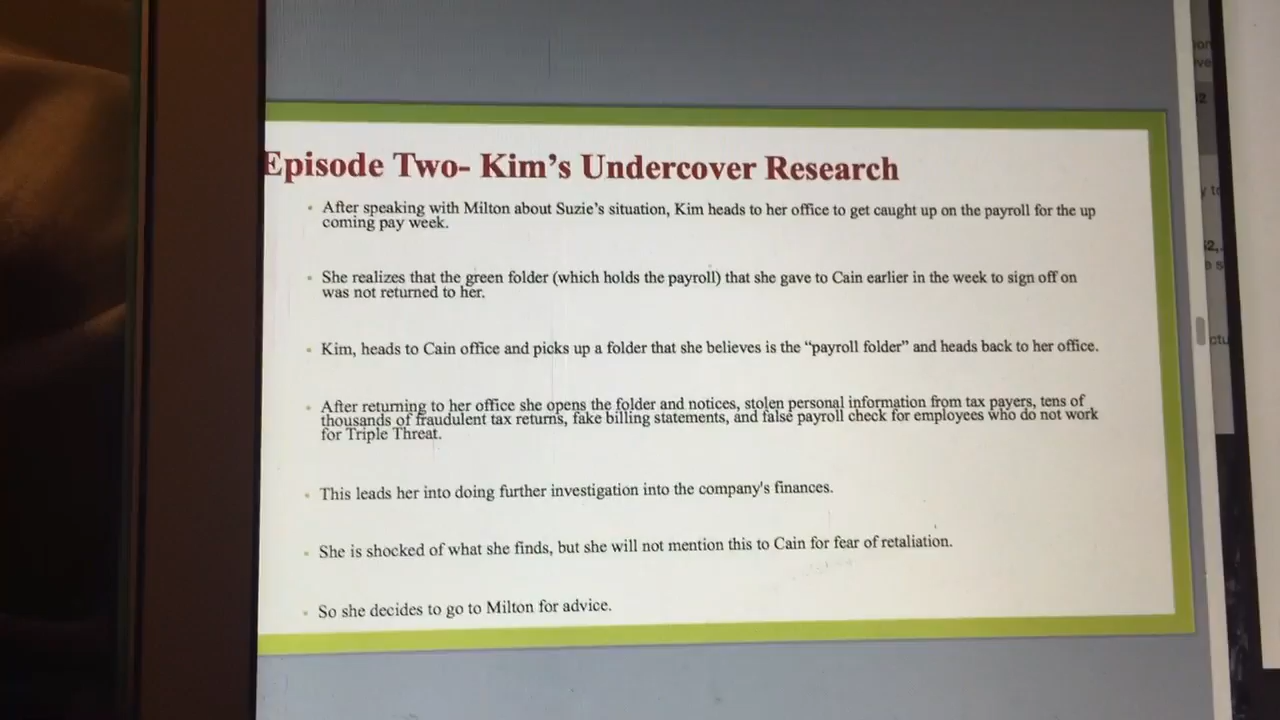 Episode Two- Kim’s Undercover Research
After speaking with Milton about Suzie’s situation, Kim heads to her office to get caught up on the payroll for the up
coming pay week.
She realizes that the green folder (which holds the payroll) that she gave to Cain earlier in the week to sign off on
was not returned to her.
Kim, heads to Cain office and picks up a folder that she believes is the “payroll folder” and heads back to her office.
After returning to her office she opens the folder and notices, stolen personal information from tax payers, tens of
thousands of fraudulent tax returns, fake billing statements, and false payroll check for employees who do not work
for Triple Threat.
This leads her into doing further investigation into the company's finances.
She is shocked of what she finds, but she will not mention this to Cain for fear of retaliation.
So she decides to go to Milton for advice.